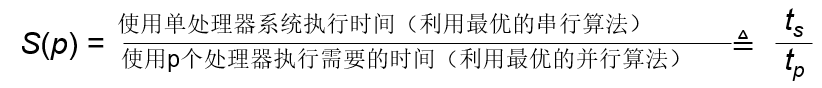 S(p) = 使用单处理器系统执行时间（利用最优的串行算法） / 使用p个处理器执行需要的时间（利用最优的并行算法） ≜ ts / tp